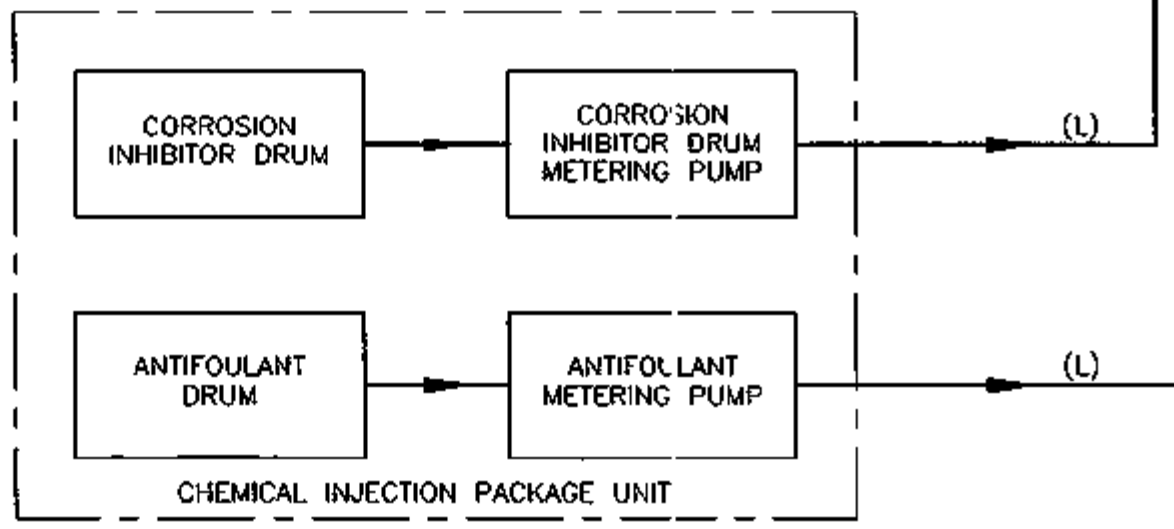 CORROSION
INHIBITOR DRUM
CORROSION
INHIBITOR DRUM
METERING PUMP
(L)
ANTIFOULANT
DRUM
ANTIFOULANT
METERING PUMP
(L)
CHEMICAL INJECTION PACKAGE UNIT